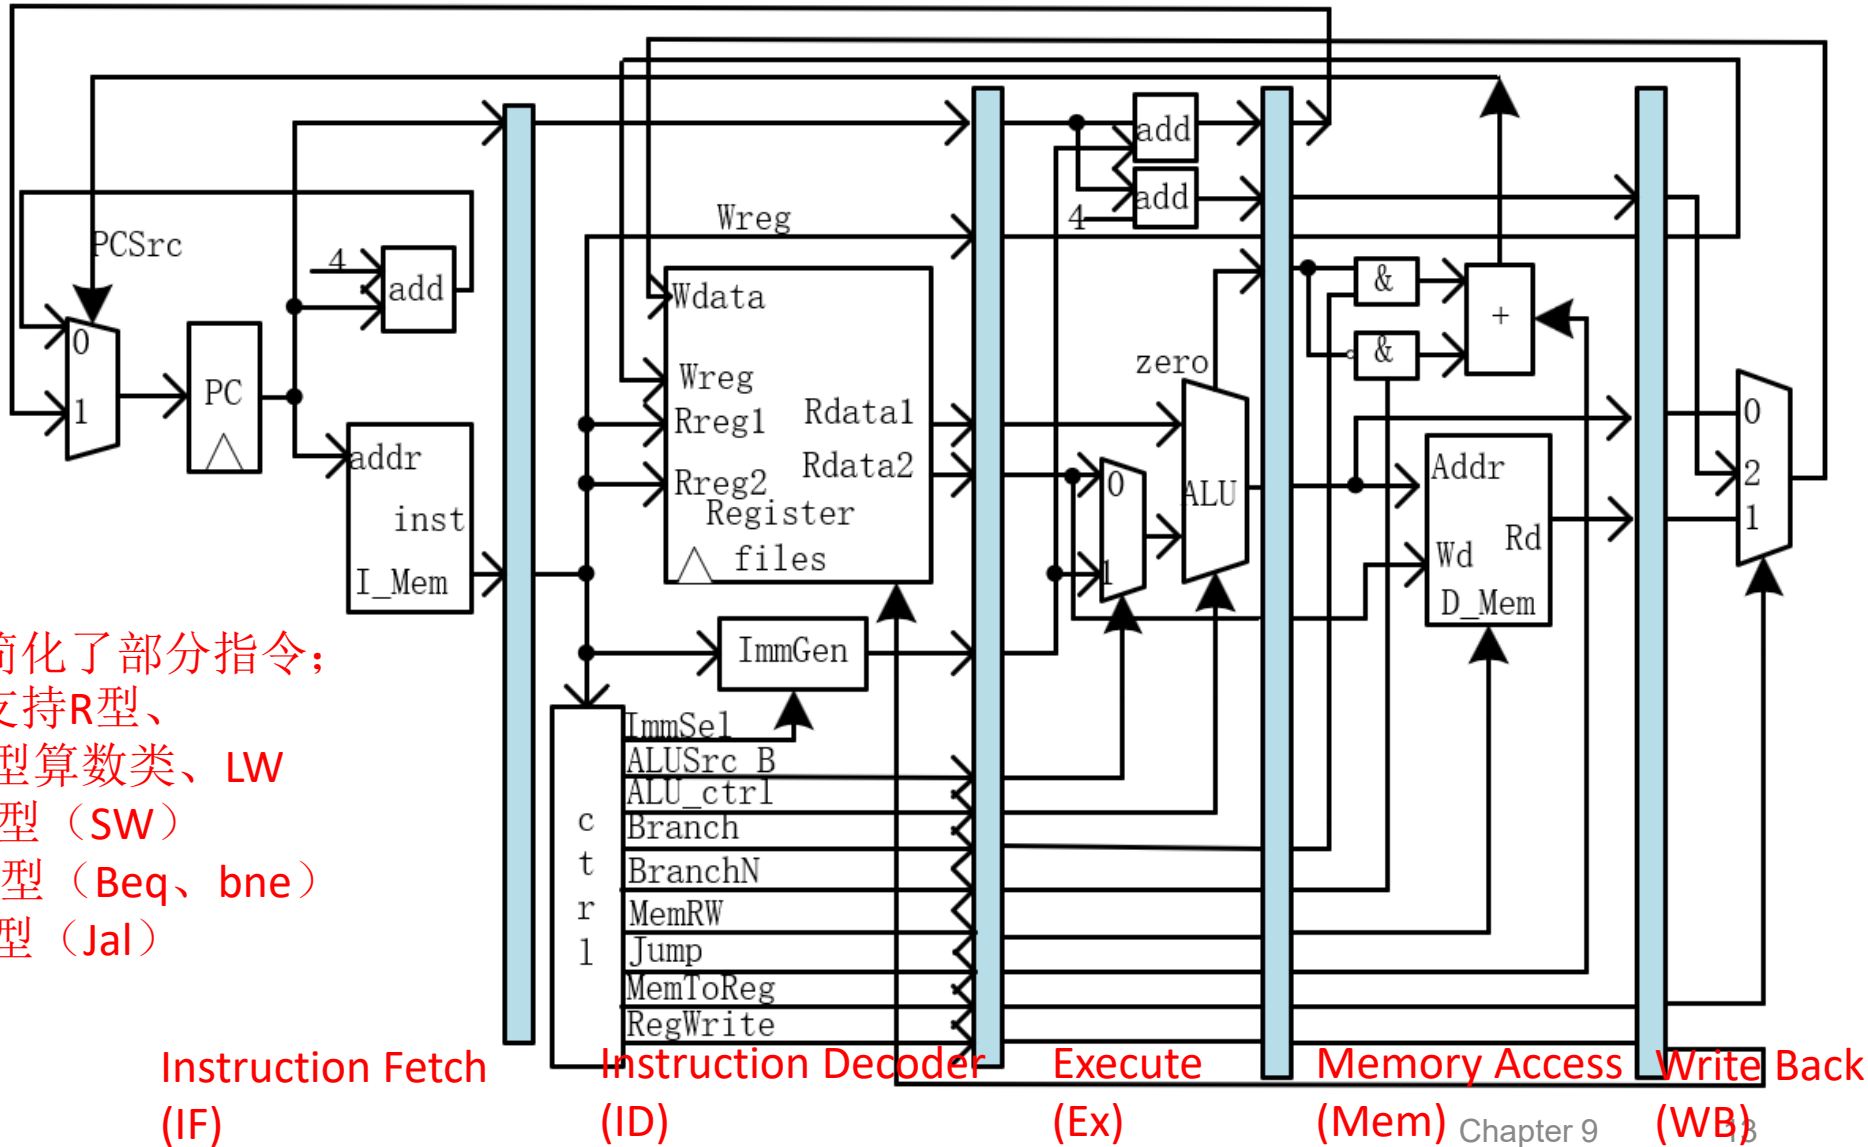 Wreg
PCSrc
4
add
add
add
4
0
1
PC
addr
inst
I_Mem
Wdata
Wreg
Rreg1
Rdata1
Rreg2
Rdata2
Register
files
ImmGen
zero
0
1
ALU
&
&
+
Addr
Rd
Wd
D_Mem
0
2
1
简化了部分指令；
支持R型、
型算数类、LW
型（SW）
型（Beq、bne）
型（Jal）
ctrl
ImmSel
ALUSrc_B
ALU_ctrl
Branch
BranchN
MemRW
Jump
MemToReg
RegWrite
Instruction Fetch
(IF)
Instruction Decoder
(ID)
Execute
(Ex)
Memory Access
(Mem)
Write Back
(WB)
Chapter 9
13